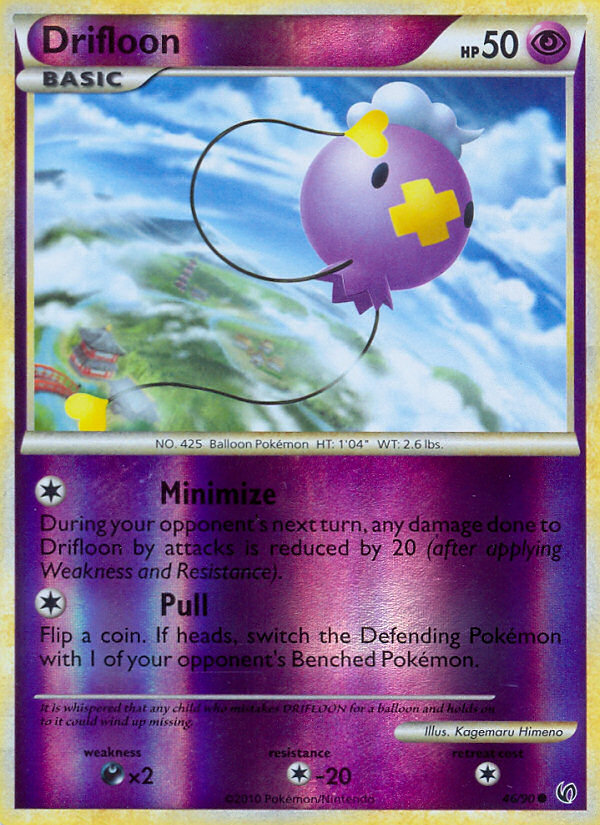 Drifloon HP 50
BASIC
NO. 425 Balloon Pokémon HT: 1'04" WT: 2.6 lbs.
Minimize
During your opponent's next turn, any damage done to
Drifloon by attacks is reduced by 20 (after applying
Weakness and Resistance).
Pull
Flip a coin. If heads, switch the Defending Pokémon
with 1 of your opponent's Benched Pokémon.
It is whispered that any child who mistakes DRIFLOON for a balloon and holds on
to it could wind up missing.
Illus. Kagemaru Himeno
weakness resistance retreat cost
×2 -20
©2010 Pokémon/Nintendo 46/90